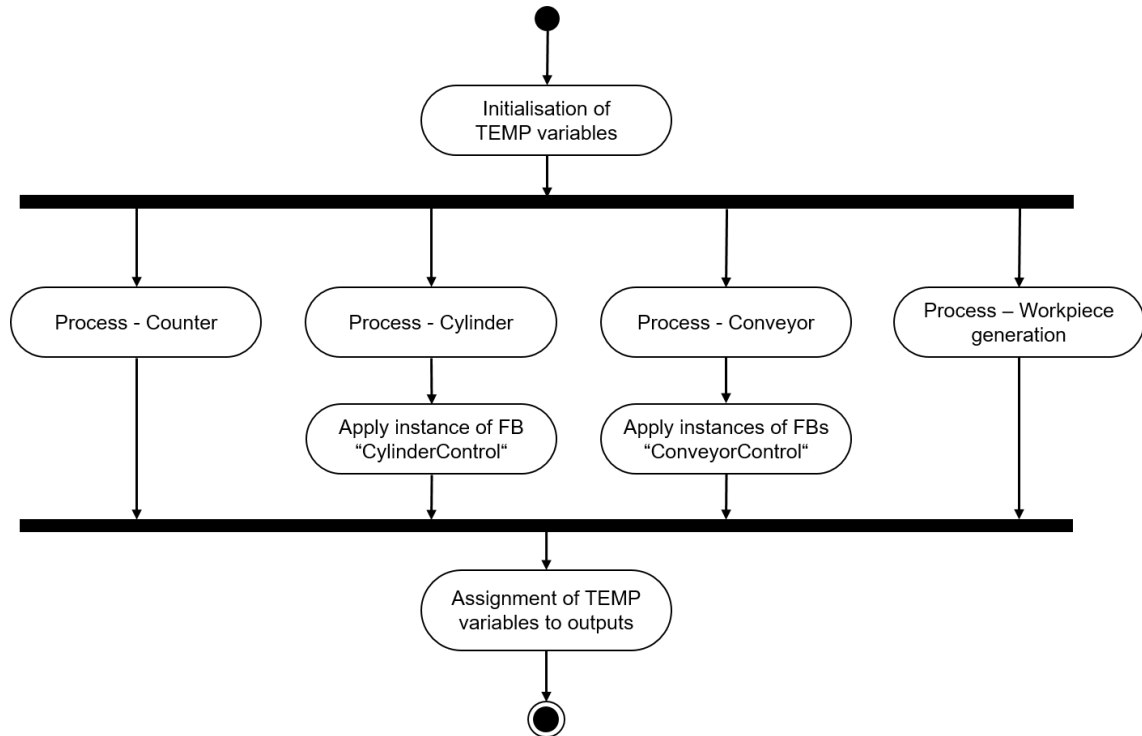 Initialisation of
TEMP variables
Process - Counter
Process - Cylinder
Process - Conveyor
Process – Workpiece
generation
Apply instance of FB
“CylinderControl“
Apply instances of FBs
“ConveyorControl“
Assignment of TEMP
variables to outputs